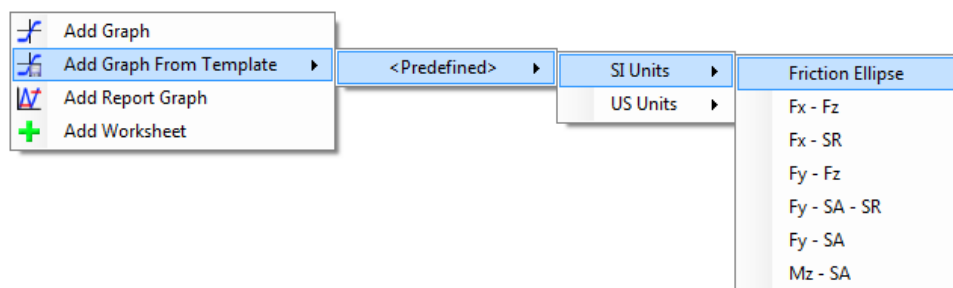 Add Graph
Add Graph From Template
Add Report Graph
Add Worksheet
<Predefined>
SI Units
US Units
Friction Ellipse
Fx - Fz
Fx - SR
Fy - Fz
Fy - SA - SR
Fy - SA
Mz - SA